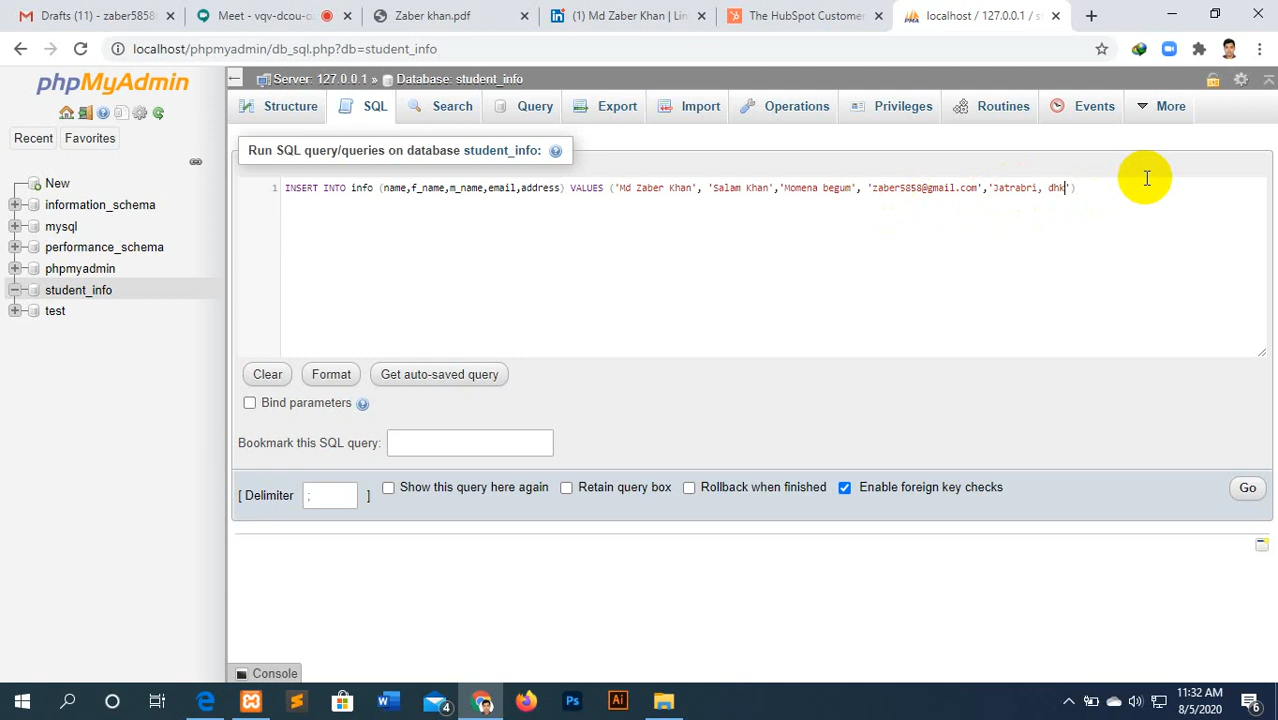 Drafts (11) - zaber5858
Meet - vqv-dcou-o
Zaber khan.pdf
(1) Md Zaber Khan | Lin
The HubSpot Customer
localhost / 127.0.0.1 / s
localhost/phpmyadmin/db_sql.php?db=student_info
phpMyAdmin
Recent
Favorites
New
information_schema
mysql
performance_schema
phpmyadmin
student_info
test
Server: 127.0.0.1 » Database: student_info
Structure
SQL
Search
Query
Export
Import
Operations
Privileges
Routines
Events
More
Run SQL query/queries on database student_info:
1 INSERT INTO info (name,f_name,m_name,email,address) VALUES ('Md Zaber Khan', 'Salam Khan','Momena begum', 'zaber5858@gmail.com','Jatrabri, dhk')
Clear
Format
Get auto-saved query
Bind parameters
Bookmark this SQL query:
[ Delimiter ; ]
Show this query here again
Retain query box
Rollback when finished
Enable foreign key checks
Go
Console
4
11:32 AM
8/5/2020
6